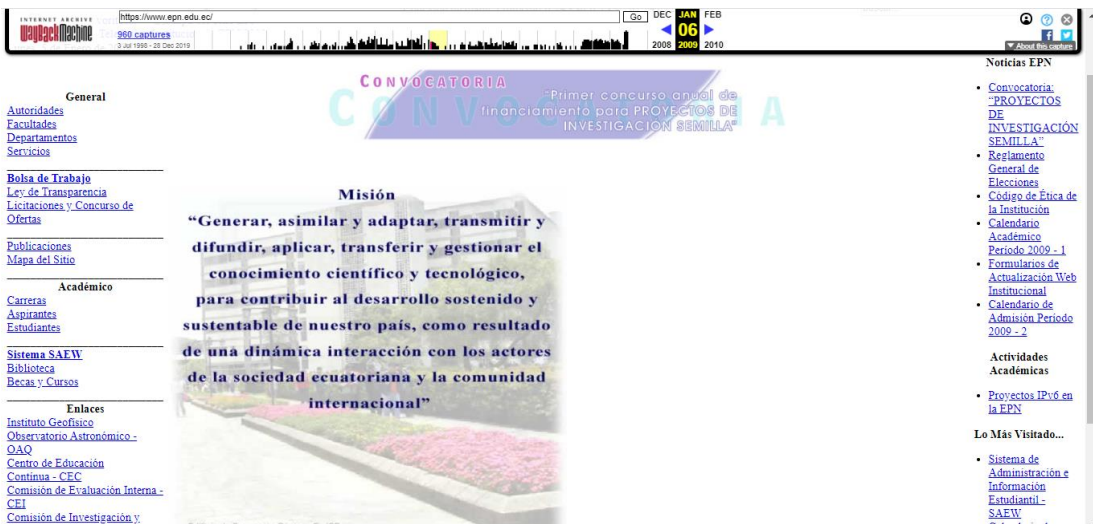 INTERNET ARCHIVE
WayBackMachine
https://www.epn.edu.ec/
Go
DEC JAN FEB
960 captures
06
3 Jul 1998 - 28 Dec 2019
2008 2009 2010
About this capture
General
Autoridades
Facultades
Departamentos
Servicios
Bolsa de Trabajo
Ley de Transparencia
Licitaciones y Concurso de
Ofertas
Publicaciones
Mapa del Sitio
Académico
Carreras
Aspirantes
Estudiantes
Sistema SAEW
Biblioteca
Becas y Cursos
Enlaces
Instituto Geofísico
Observatorio Astronómico -
OAQ
Centro de Educación
Continua - CEC
Comisión de Evaluación Interna -
CEI
Comisión de Investigación y
CONVOCATORIA
CONVOCATORIA
"Primer concurso anual de
financiamiento para PROYECTOS DE
INVESTIGACIÓN SEMILLA"
Misión
“Generar, asimilar y adaptar, transmitir y
difundir, aplicar, transferir y gestionar el
conocimiento científico y tecnológico,
para contribuir al desarrollo sostenido y
sustentable de nuestro país, como resultado
de una dinámica interacción con los actores
de la sociedad ecuatoriana y la comunidad
internacional”
Noticias EPN
Convocatoria:
“PROYECTOS
DE
INVESTIGACIÓN
SEMILLA”
Reglamento
General de
Elecciones
Código de Ética de
la Institución
Calendario
Académico
Período 2009 - 1
Formularios de
Actualización Web
Institucional
Calendario de
Admisión Período
2009 - 2
Actividades
Académicas
Proyectos IPv6 en
la EPN
Lo Más Visitado...
Sistema de
Administración e
Información
Estudiantil -
SAEW